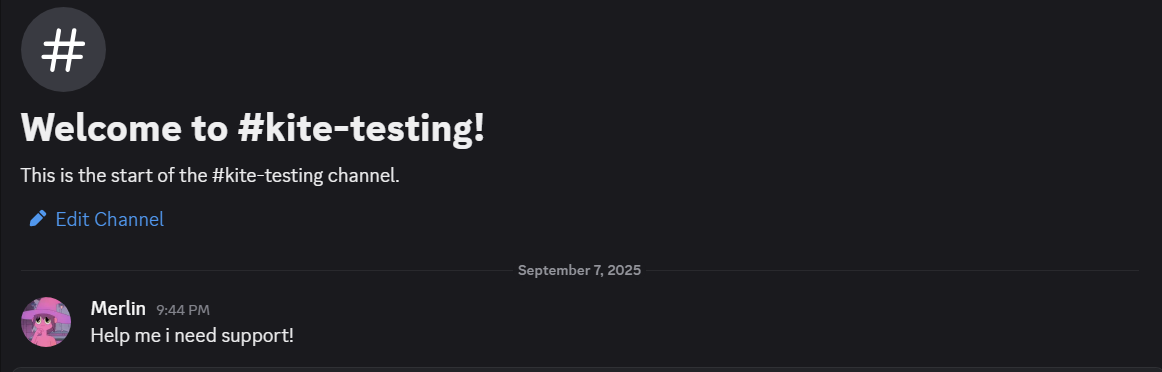 Welcome to #kite-testing!
This is the start of the #kite-testing channel.
Edit Channel
September 7, 2025
Merlin 9:44 PM
Help me i need support!